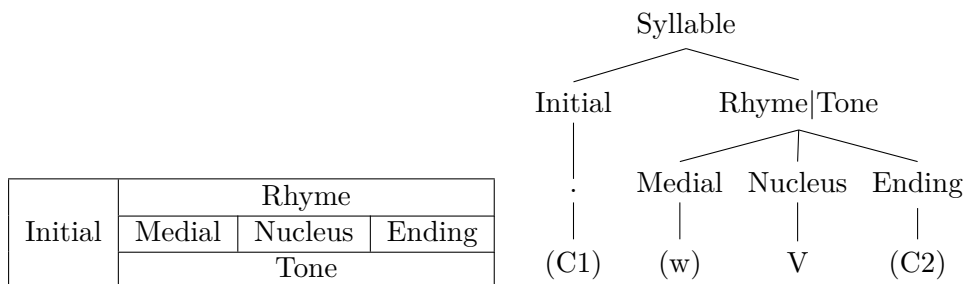 Rhyme
Initial Medial Nucleus Ending
Tone
Syllable
Initial Rhyme|Tone
. Medial Nucleus Ending
(C1) (w) V (C2)